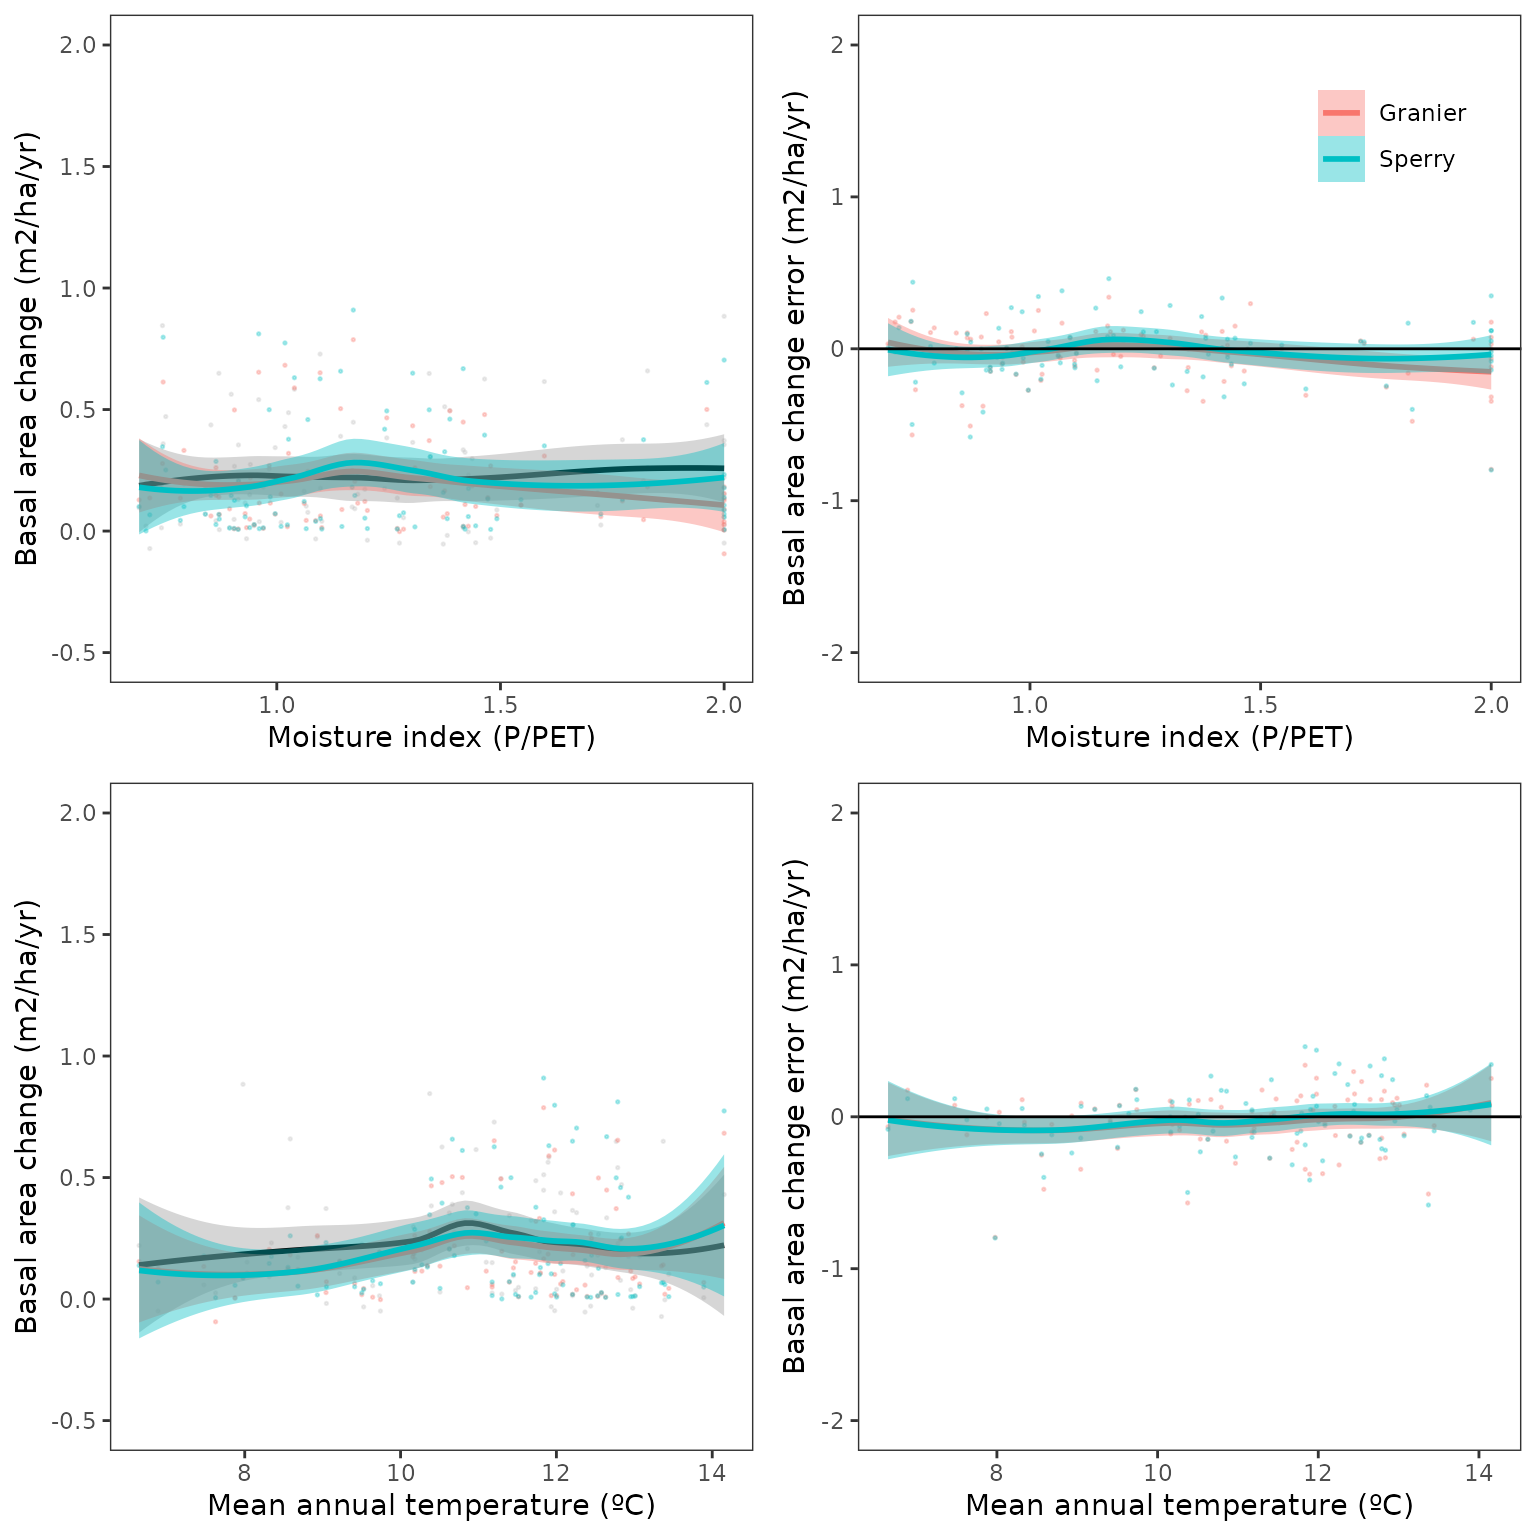 Basal area change (m2/ha/yr)
2.0
1.5
1.0
0.5
0.0
-0.5
1.0 1.5 2.0
Moisture index (P/PET)
Basal area change error (m2/ha/yr)
2
1
0
-1
-2
Granier
Sperry
1.0 1.5 2.0
Moisture index (P/PET)
Basal area change (m2/ha/yr)
2.0
1.5
1.0
0.5
0.0
-0.5
8 10 12 14
Mean annual temperature (ºC)
Basal area change error (m2/ha/yr)
2
1
0
-1
-2
8 10 12 14
Mean annual temperature (ºC)